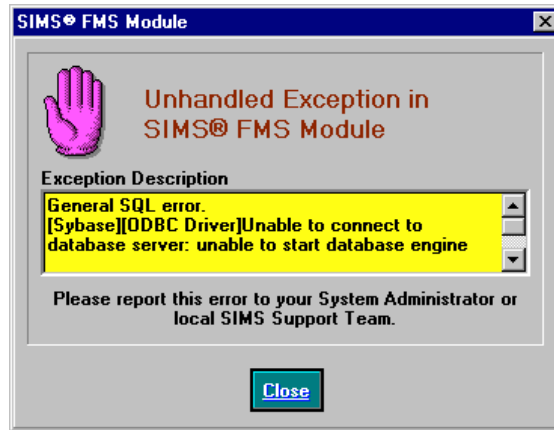 SIMS® FMS Module
Unhandled Exception in
SIMS® FMS Module
Exception Description
General SQL error.
[Sybase][ODBC Driver]Unable to connect to
database server: unable to start database engine
Please report this error to your System Administrator or
local SIMS Support Team.
Close